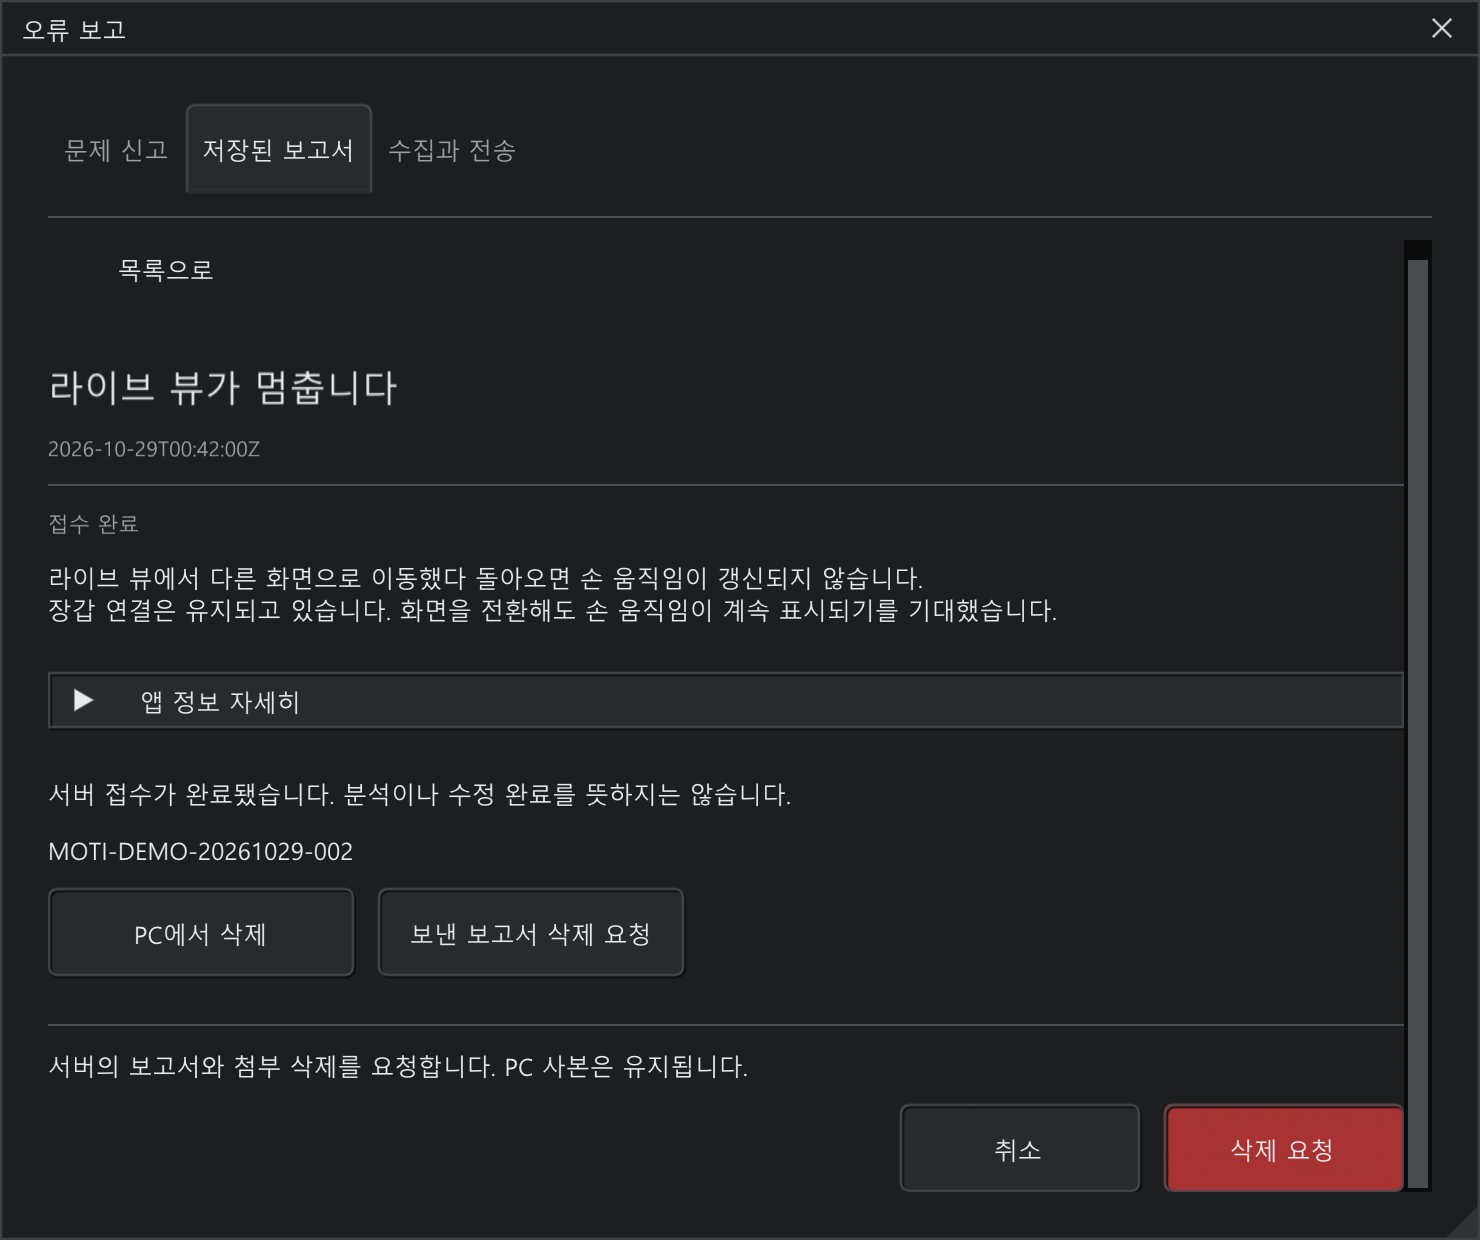 오류 보고
문제 신고
저장된 보고서
수집과 전송
목록으로
라이브 뷰가 멈춥니다
2026-10-29T00:42:00Z
접수 완료
라이브 뷰에서 다른 화면으로 이동했다 돌아오면 손 움직임이 갱신되지 않습니다.
장갑 연결은 유지되고 있습니다. 화면을 전환해도 손 움직임이 계속 표시되기를 기대했습니다.
앱 정보 자세히
서버 접수가 완료됐습니다. 분석이나 수정 완료를 뜻하지는 않습니다.
MOTI-DEMO-20261029-002
PC에서 삭제
보낸 보고서 삭제 요청
서버의 보고서와 첨부 삭제를 요청합니다. PC 사본은 유지됩니다.
취소
삭제 요청